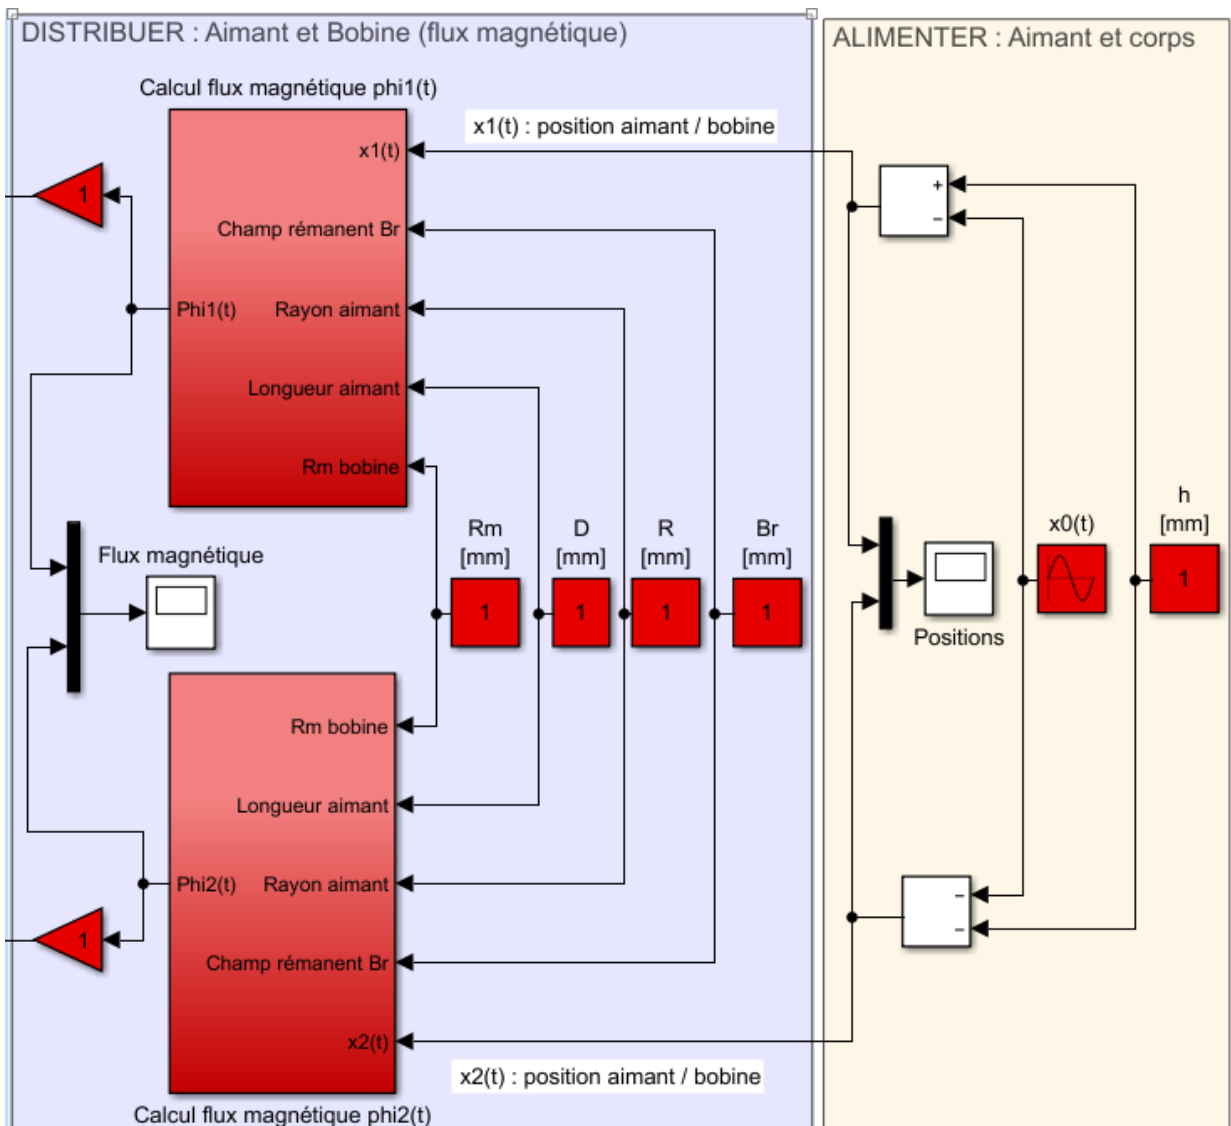 DISTRIBUER : Aimant et Bobine (flux magnétique)
ALIMENTER : Aimant et corps
Calcul flux magnétique phi1(t)
x1(t) : position aimant / bobine
x1(t)
+
1
Champ rémanent Br
−
Phi1(t)
Rayon aimant
Longueur aimant
Rm bobine
Rm
[mm]
D
[mm]
R
[mm]
Br
[mm]
x0(t)
h
[mm]
Flux magnétique
1
1
1
1
1
Positions
Rm bobine
Longueur aimant
Phi2(t)
Rayon aimant
−
−
1
Champ rémanent Br
x2(t)
x2(t) : position aimant / bobine
Calcul flux magnétique phi2(t)